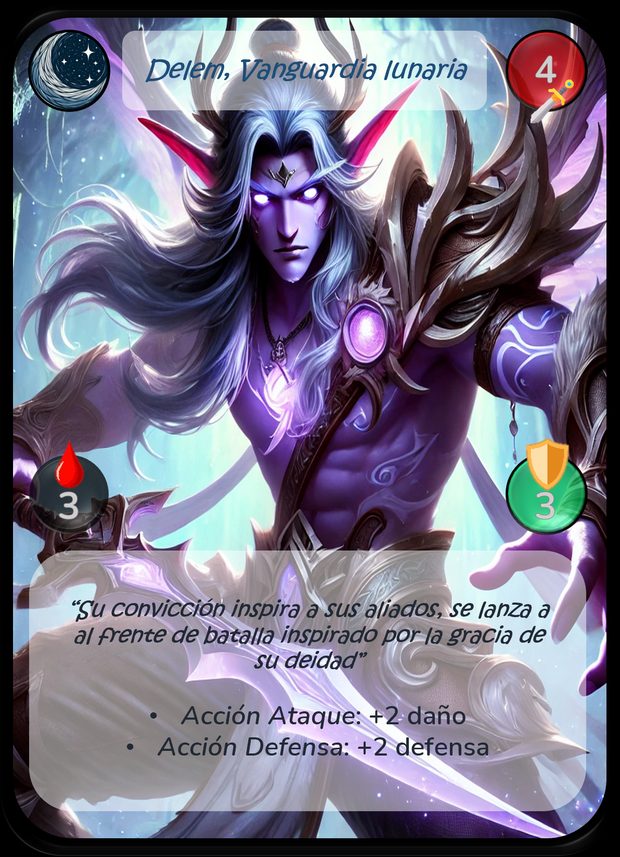 Delem, Vanguardia lunaria
4
3
3
“Su convicción inspira a sus aliados, se lanza a
al frente de batalla inspirado por la gracia de
su deidad”
• Acción Ataque: +2 daño
• Acción Defensa: +2 defensa